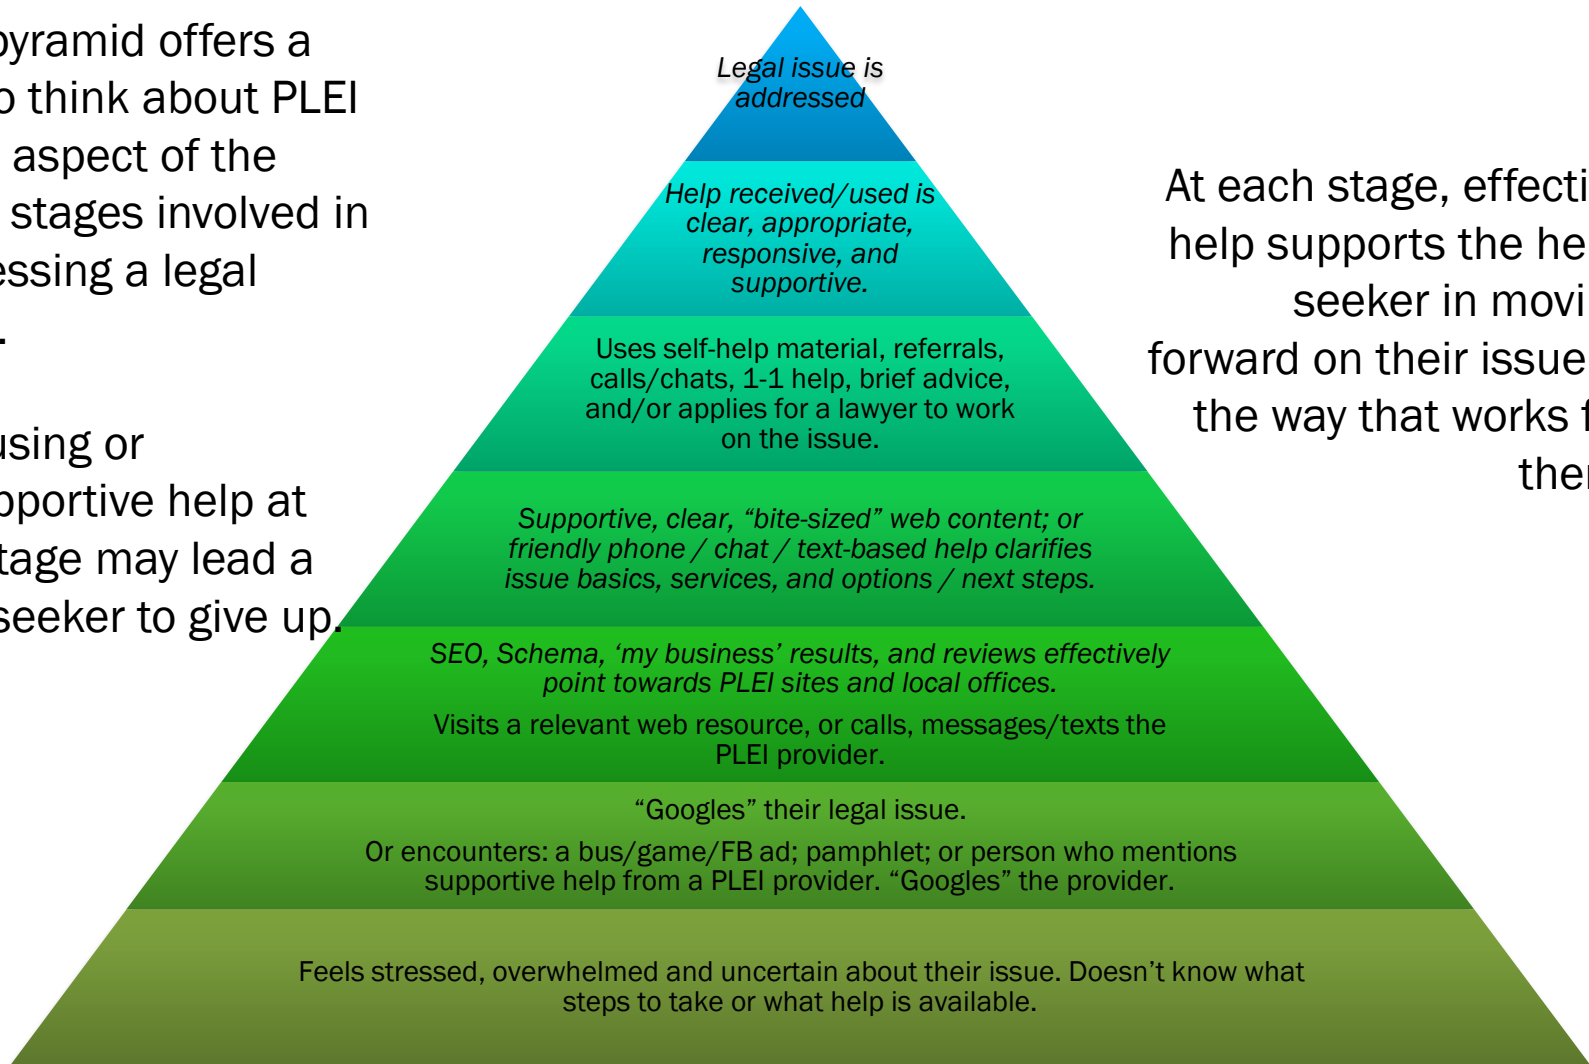 pyramid offers a
o think about PLEI
aspect of the
stages involved in
essing a legal
.
using or
pportive help at
tage may lead a
seeker to give up.
Legal issue is
addressed
Help received/used is
clear, appropriate,
responsive, and
supportive.
Uses self-help material, referrals,
calls/chats, 1-1 help, brief advice,
and/or applies for a lawyer to work
on the issue.
Supportive, clear, “bite-sized” web content; or
friendly phone / chat / text-based help clarifies
issue basics, services, and options / next steps.
SEO, Schema, ‘my business’ results, and reviews effectively
point towards PLEI sites and local offices.
Visits a relevant web resource, or calls, messages/texts the
PLEI provider.
“Googles” their legal issue.
Or encounters: a bus/game/FB ad; pamphlet; or person who mentions
supportive help from a PLEI provider. “Googles” the provider.
Feels stressed, overwhelmed and uncertain about their issue. Doesn’t know what
steps to take or what help is available.
At each stage, effecti
help supports the he
seeker in movi
forward on their issue
the way that works f
the